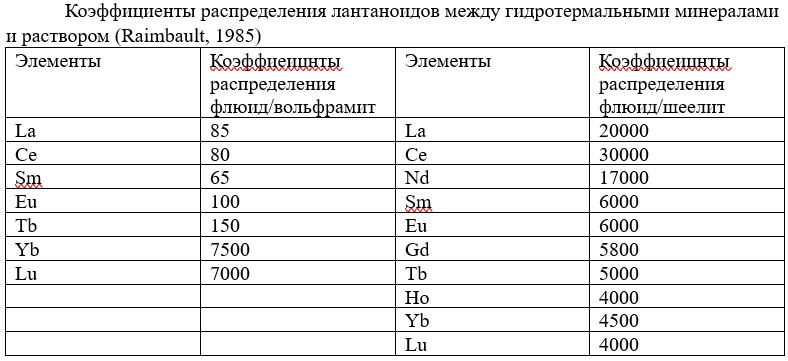 Коэффициенты распределения лантаноидов между гидротермальными минералами
и раствором (Raimbault, 1985)
Элементы Коэффиеишнты распределения флюид/вольфрамит Элементы Коэффиеишнты распределения флюид/шеелит
La 85 La 20000
Ce 80 Ce 30000
Sm 65 Nd 17000
Eu 100 Sm 6000
Tb 150 Eu 6000
Yb 7500 Gd 5800
Lu 7000 Tb 5000
Ho 4000
Yb 4500
Lu 4000